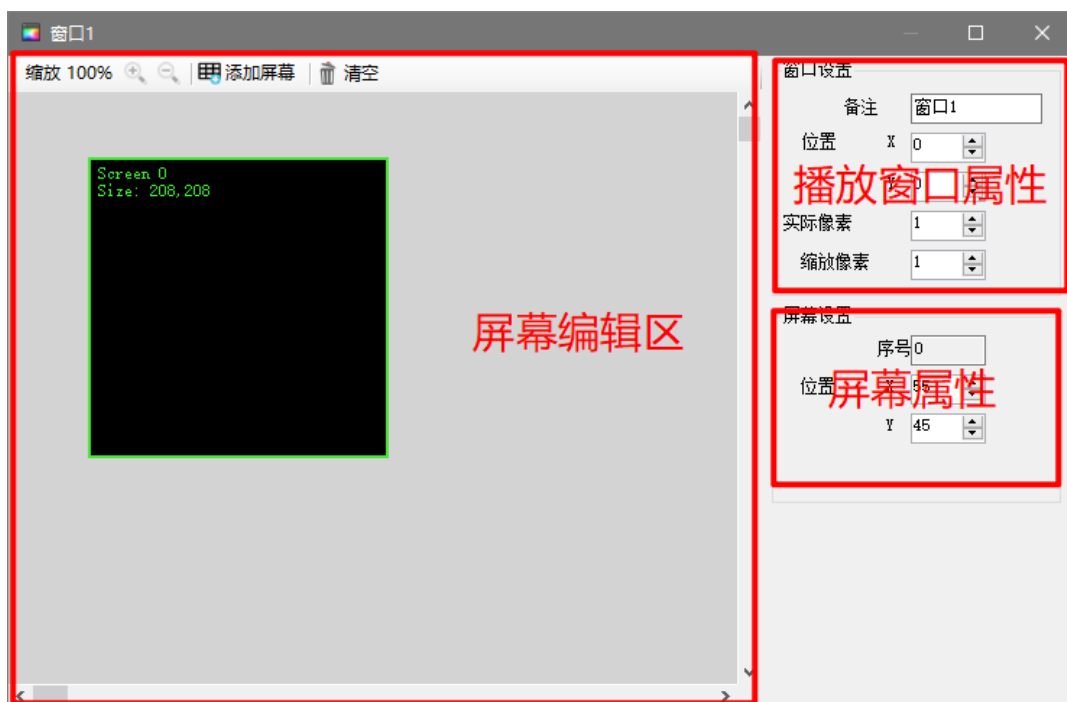 窗口1
缩放 100% 添加屏幕 清空
Screen 0
Size: 208,208
屏幕编辑区
窗口设置
备注 窗口1
位置 X 0
Y 0
播放窗口属性
实际像素 1
缩放像素 1
屏幕设置
序号 0
位置 X 55
屏幕属性
Y 45